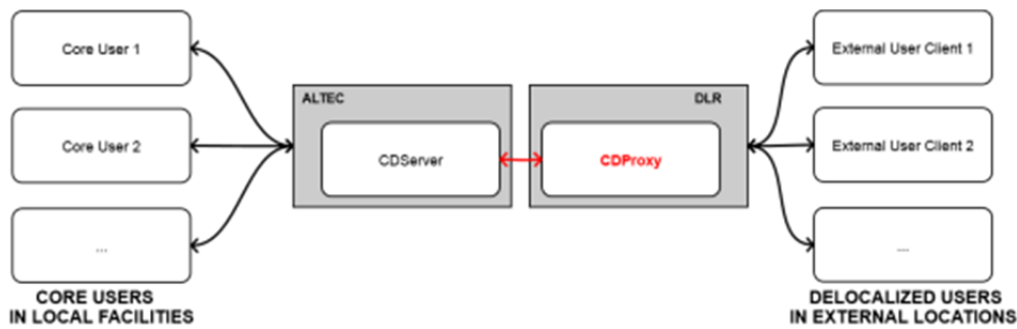 Core User 1
External User Client 1
ALTEC
DLR
Core User 2
CDServer
CDProxy
External User Client 2
...
...
CORE USERS
IN LOCAL FACILITIES
DELOCALIZED USERS
IN EXTERNAL LOCATIONS